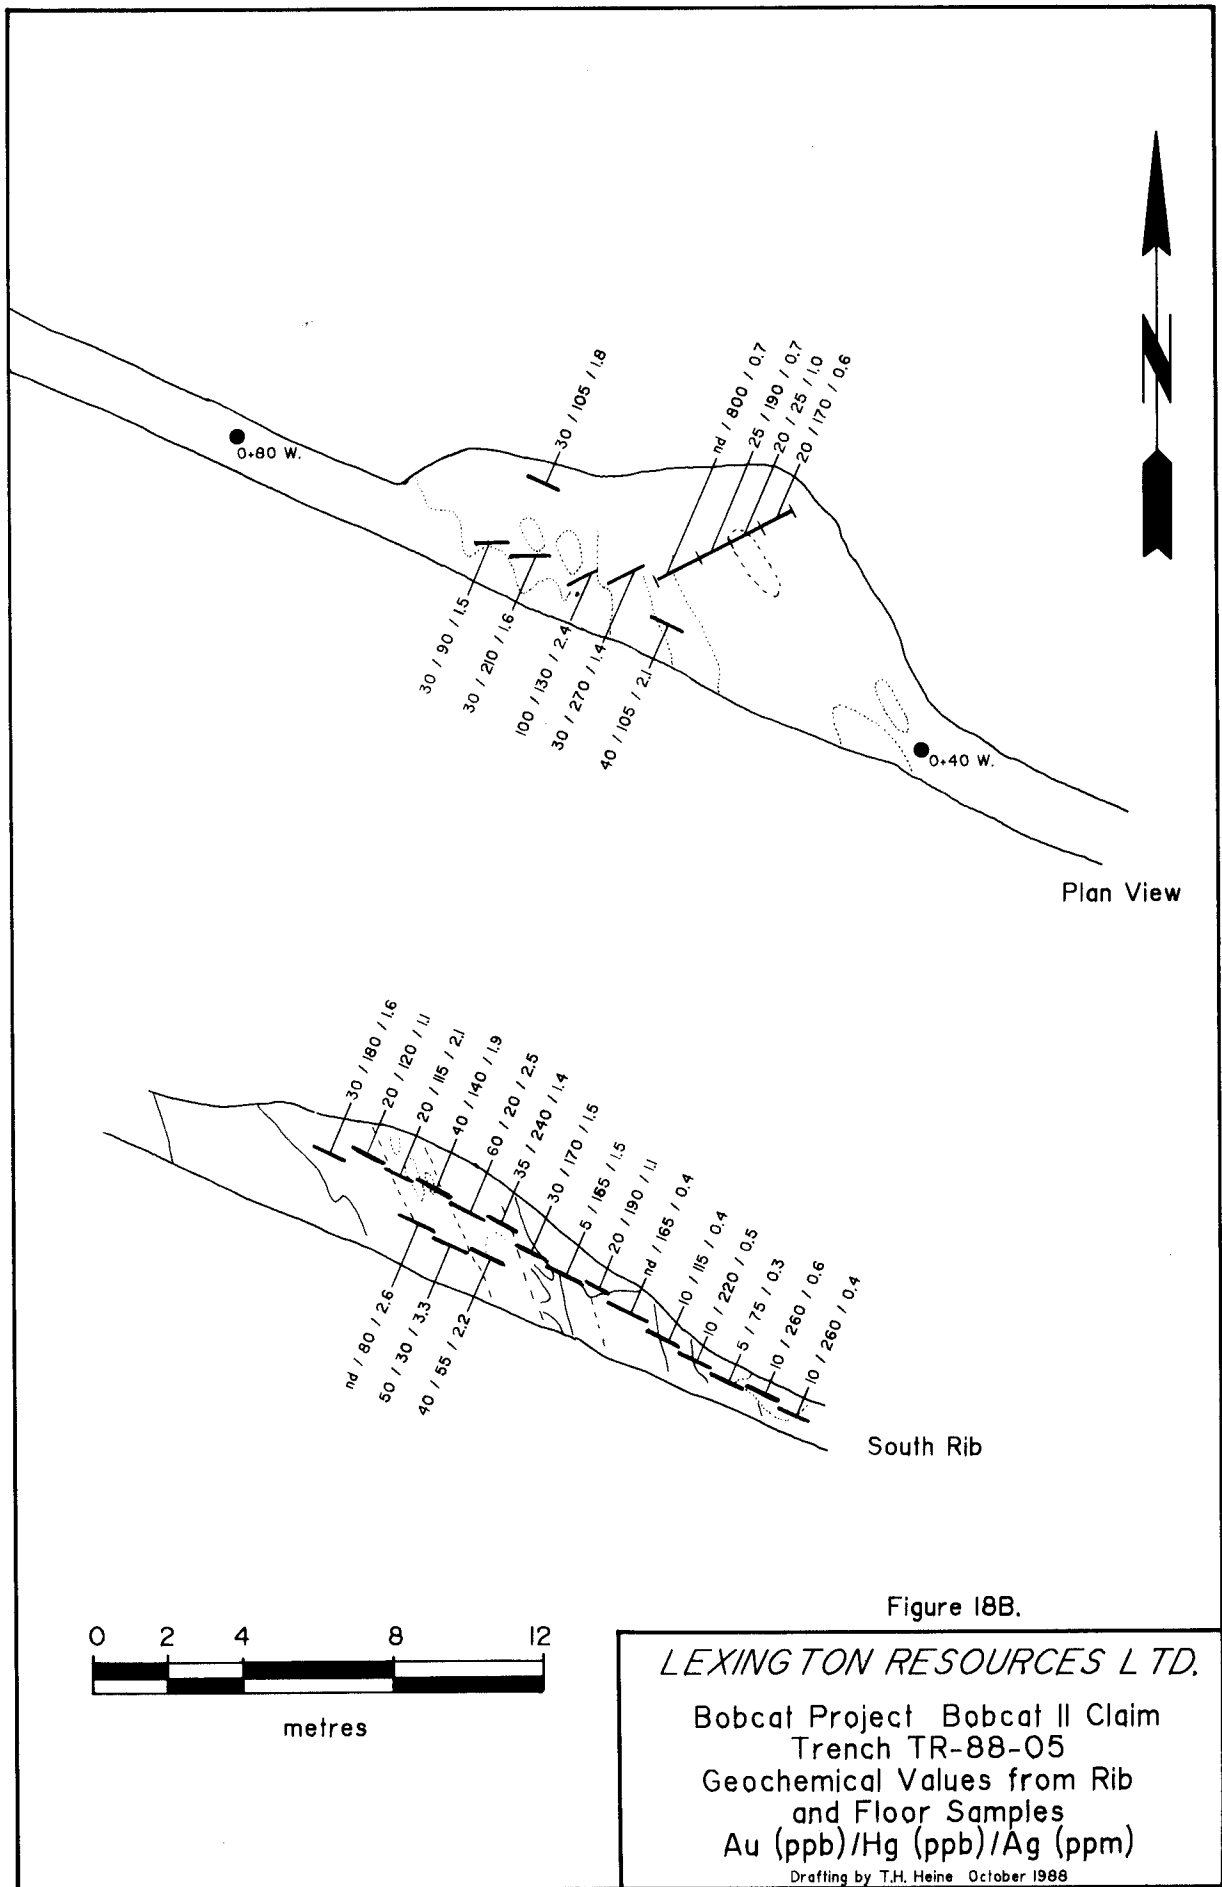 N
30 / 105 / 1.8
nd / 800 / 0.7
25 / 190 / 0.7
20 / 25 / 1.0
20 / 170 / 0.6
0+80 W.
30 / 90 / 1.5
30 / 210 / 1.6
100 / 130 / 2.4
30 / 270 / 1.4
40 / 105 / 2.1
0+40 W.
Plan View
30 / 180 / 1.6
20 / 120 / 1.1
20 / 115 / 2.1
40 / 140 / 1.9
60 / 20 / 2.5
35 / 240 / 1.4
30 / 170 / 1.5
5 / 165 / 1.5
20 / 190 / 1.1
nd / 165 / 0.4
10 / 115 / 0.4
10 / 220 / 0.5
5 / 75 / 0.3
10 / 260 / 0.6
10 / 260 / 0.4
nd / 80 / 2.6
50 / 30 / 3.3
40 / 55 / 2.2
South Rib
Figure 18B.
0 2 4 8 12
metres
LEXINGTON RESOURCES LTD.
Bobcat Project Bobcat II Claim
Trench TR-88-05
Geochemical Values from Rib
and Floor Samples
Au (ppb)/Hg (ppb)/Ag (ppm)
Drafting by T.H. Heine October 1988